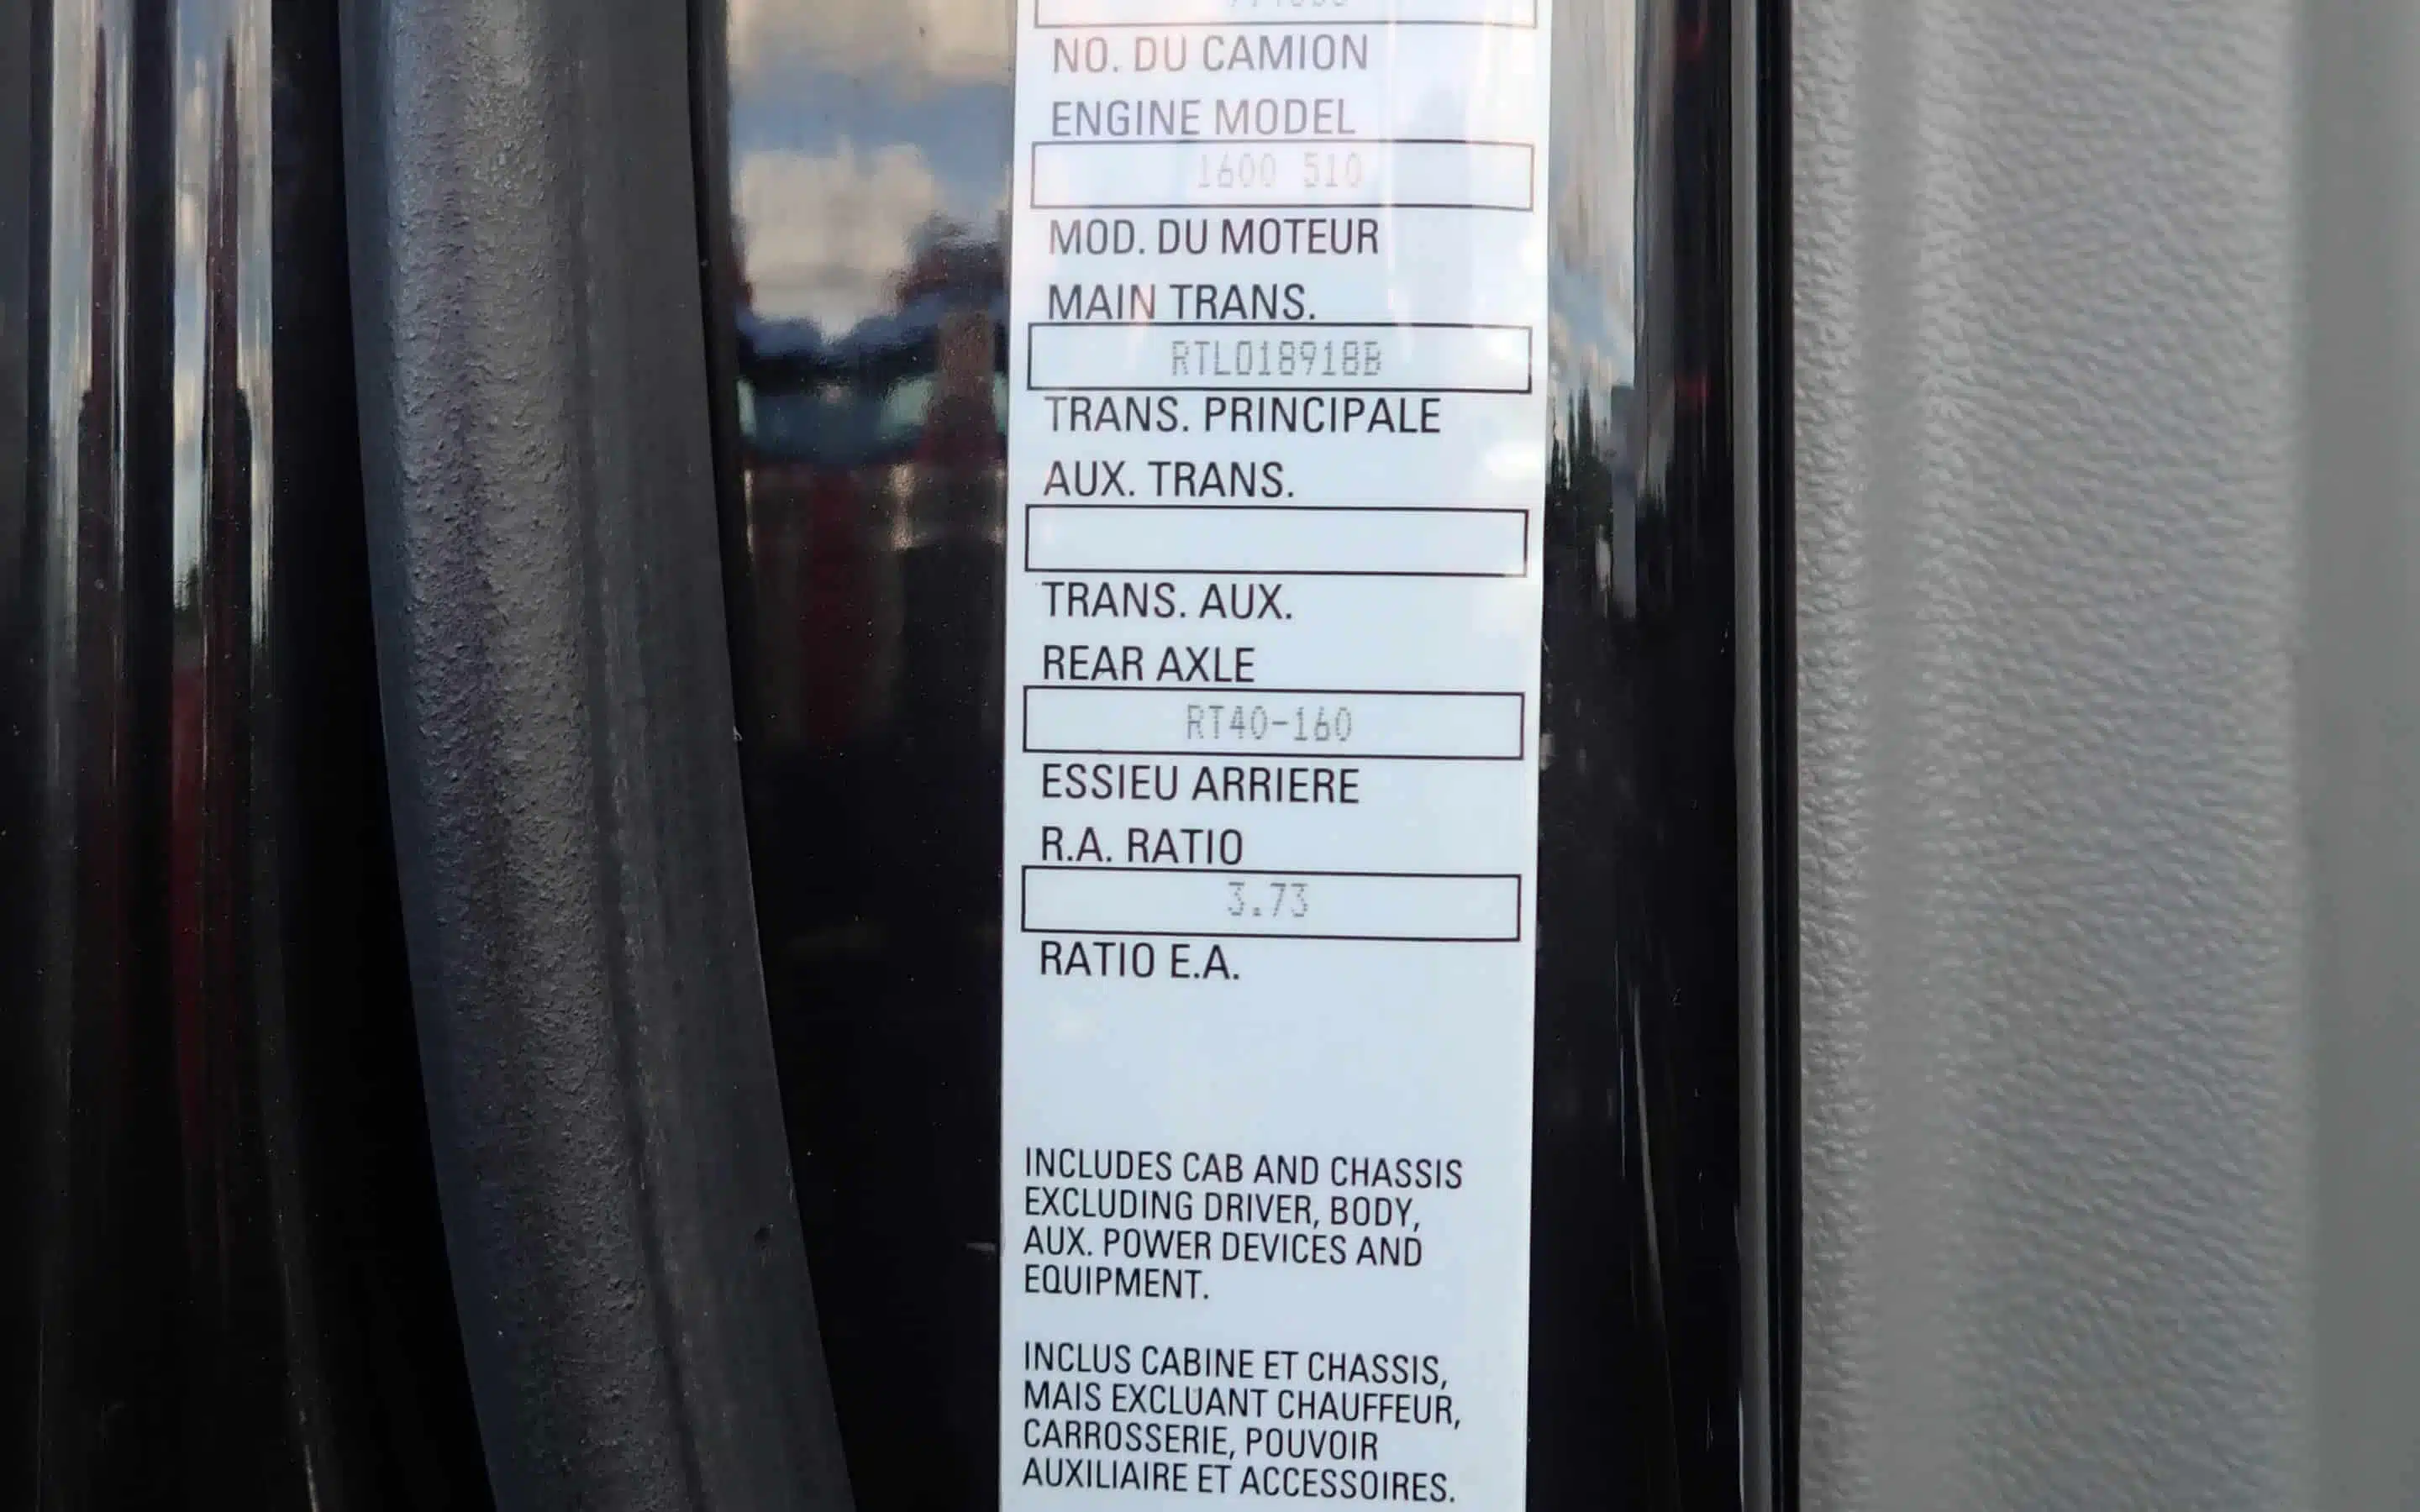 NO. DU CAMION
ENGINE MODEL
1600 510
MOD. DU MOTEUR
MAIN TRANS.
RTLO18918B
TRANS. PRINCIPALE
AUX. TRANS.
TRANS. AUX.
REAR AXLE
RT40-160
ESSIEU ARRIERE
R.A. RATIO
3.73
RATIO E.A.
INCLUDES CAB AND CHASSIS
EXCLUDING DRIVER, BODY,
AUX. POWER DEVICES AND
EQUIPMENT.
INCLUS CABINE ET CHASSIS,
MAIS EXCLUANT CHAUFFEUR,
CARROSSERIE, POUVOIR
AUXILIAIRE ET ACCESSOIRES.